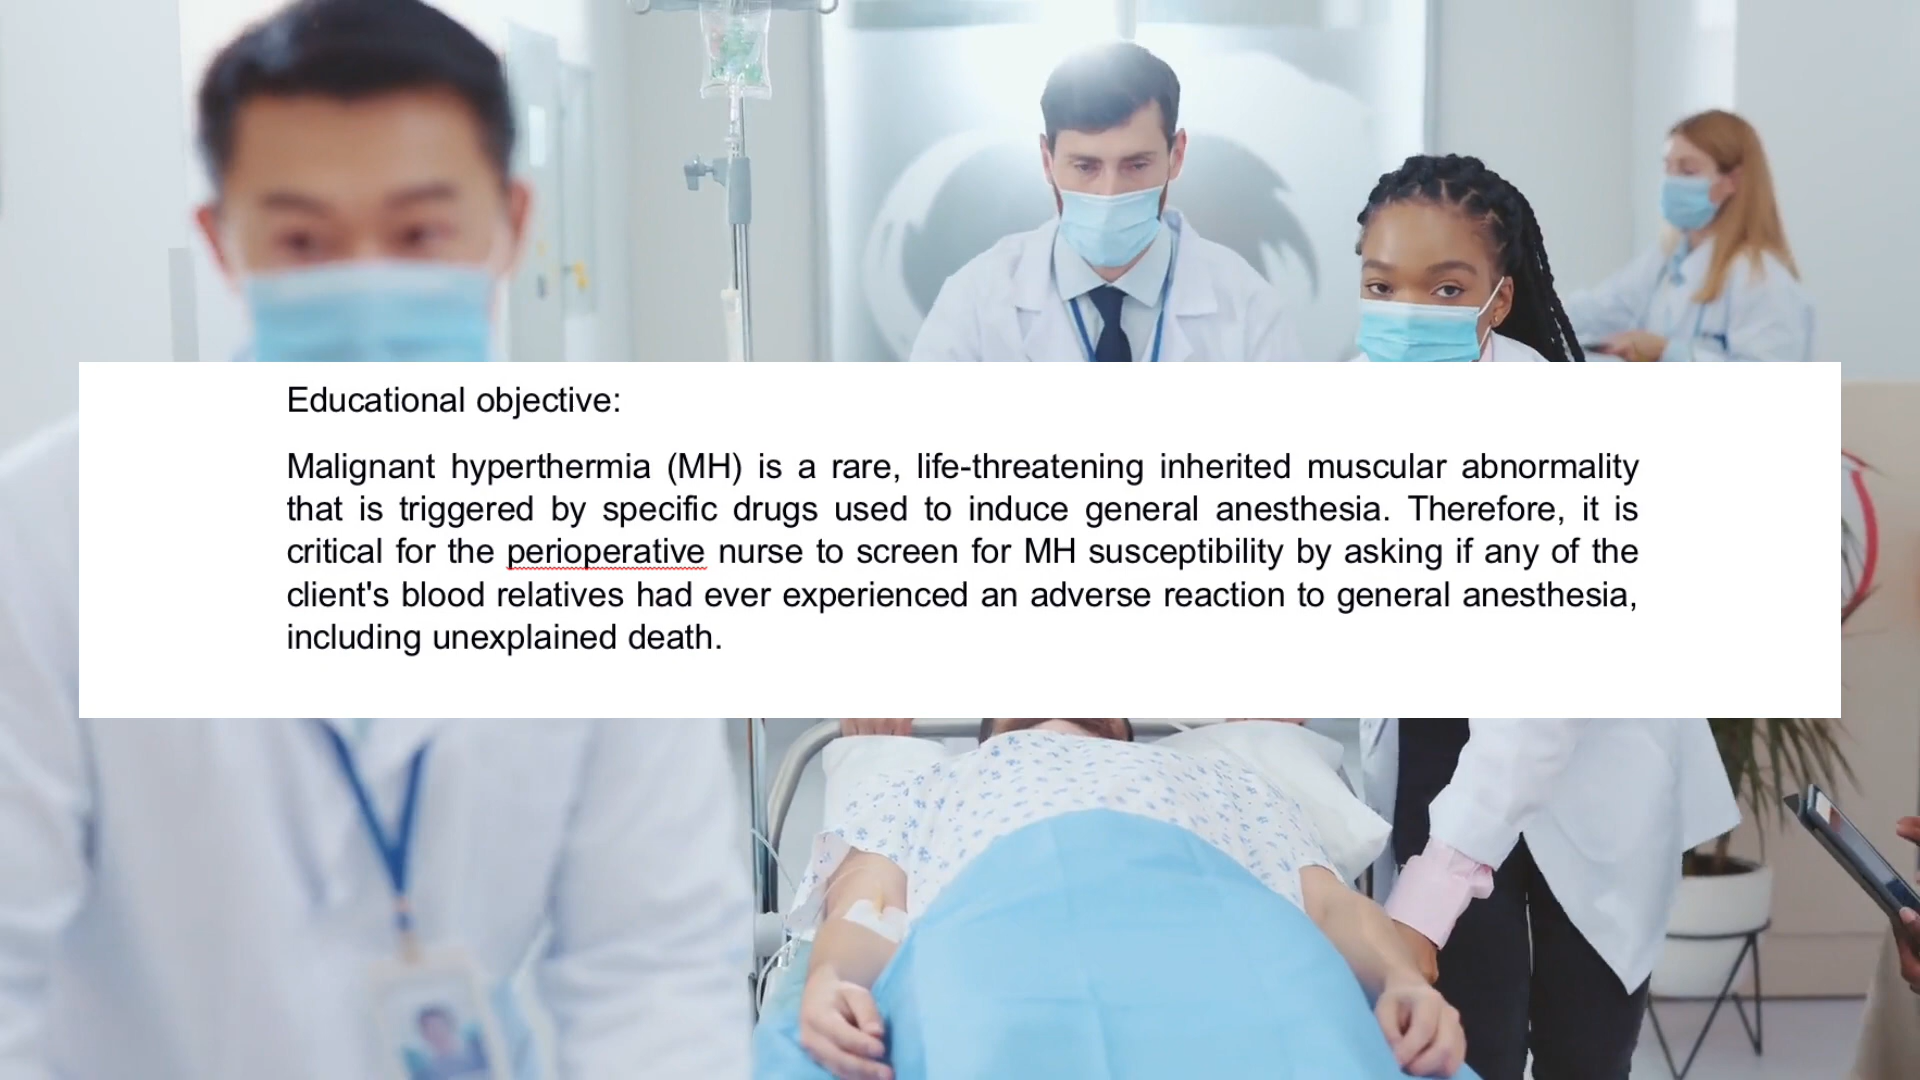 Educational objective:
Malignant hyperthermia (MH) is a rare, life-threatening inherited muscular abnormality
that is triggered by specific drugs used to induce general anesthesia. Therefore, it is
critical for the perioperative nurse to screen for MH susceptibility by asking if any of the
client's blood relatives had ever experienced an adverse reaction to general anesthesia,
including unexplained death.